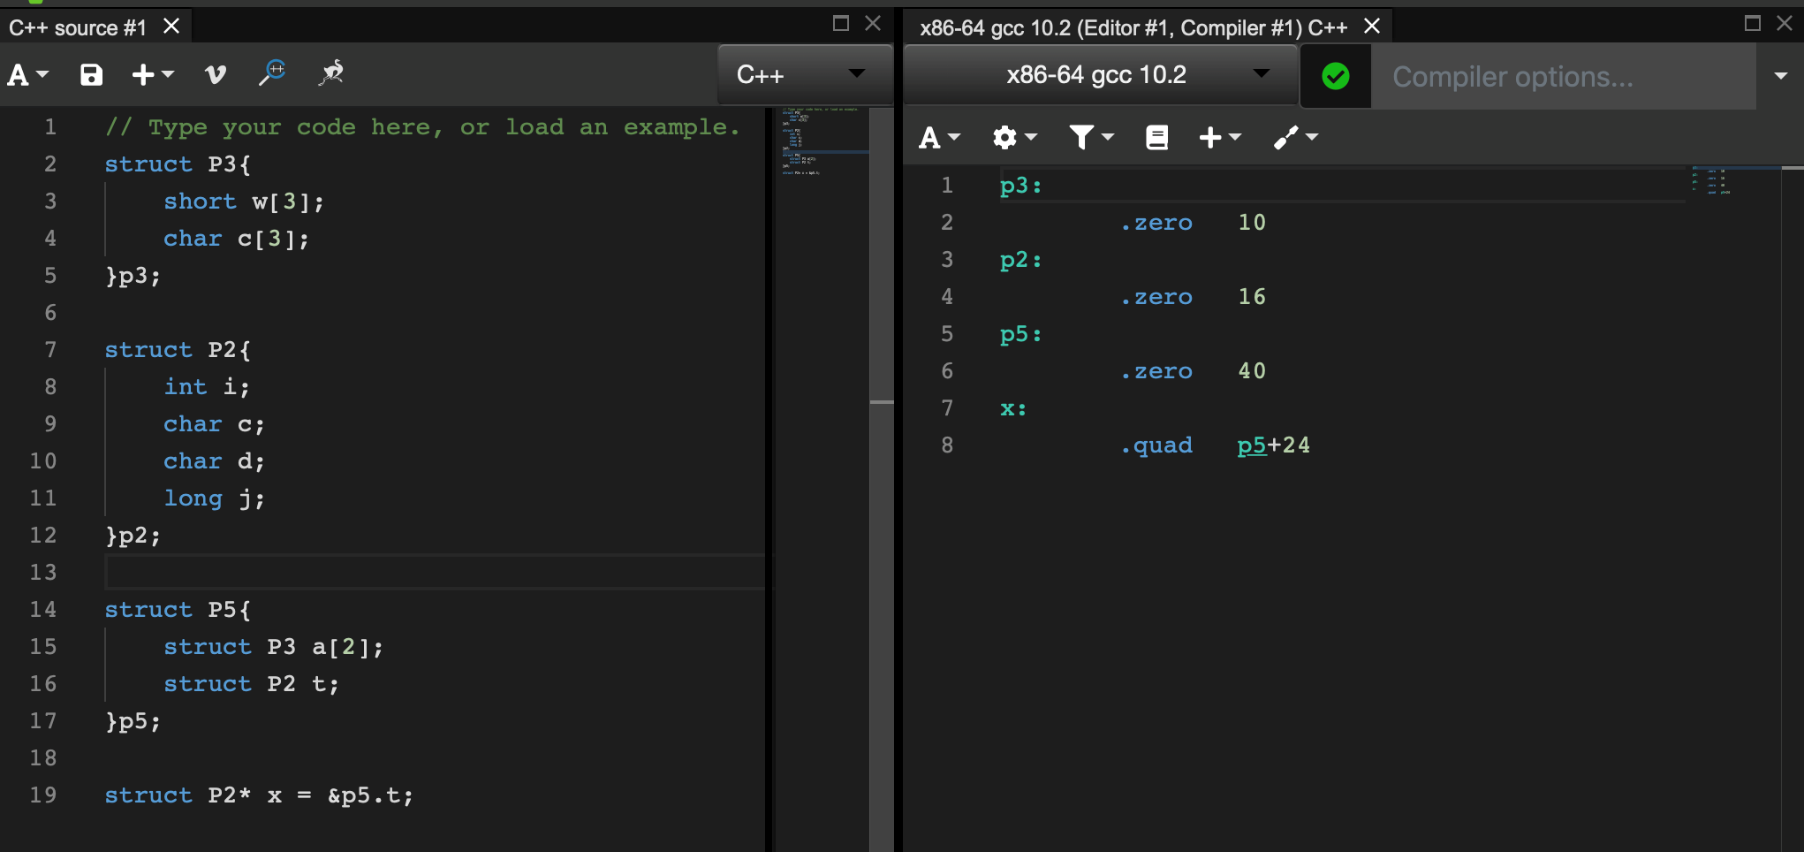 C++ source #1 X
A
+
C++
1 // Type your code here, or load an example.
2 struct P3{
3 short w[3];
4 char c[3];
5 }p3;
6
7 struct P2{
8 int i;
9 char c;
10 char d;
11 long j;
12 }p2;
13
14 struct P5{
15 struct P3 a[2];
16 struct P2 t;
17 }p5;
18
19 struct P2* x = &p5.t;
x86-64 gcc 10.2 (Editor #1, Compiler #1) C++ X
x86-64 gcc 10.2
Compiler options...
A
+
1 p3:
2 .zero 10
3 p2:
4 .zero 16
5 p5:
6 .zero 40
7 x:
8 .quad p5+24